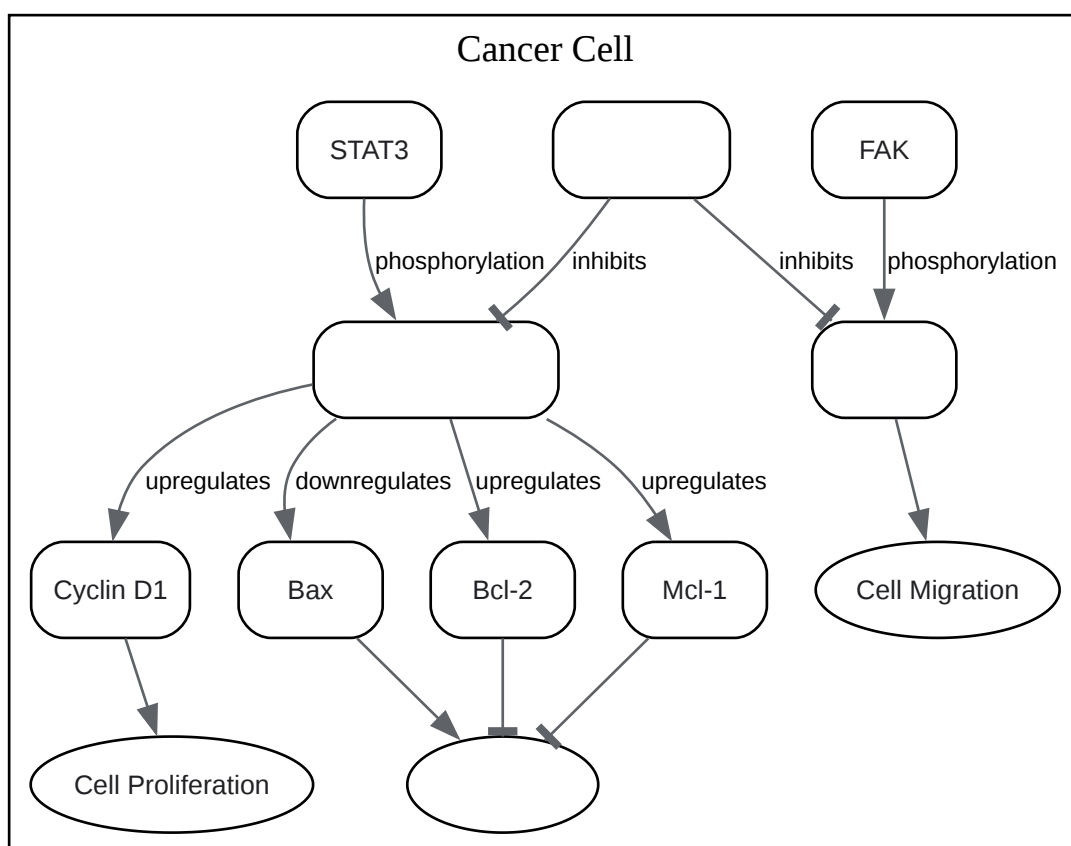 Cancer Cell
STAT3
FAK
phosphorylation
inhibits
inhibits
phosphorylation
upregulates
downregulates
upregulates
upregulates
Cyclin D1
Bax
Bcl-2
Mcl-1
Cell Migration
Cell Proliferation